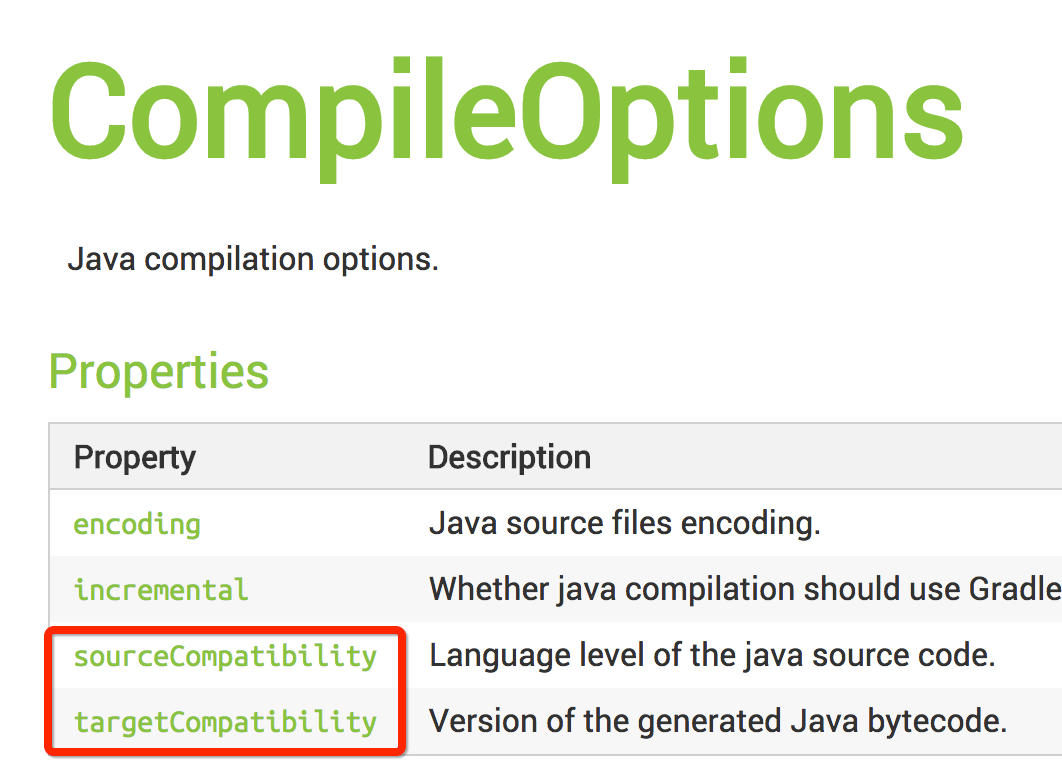 CompileOptions
Java compilation options.
Properties
Property Description
encoding Java source files encoding.
incremental Whether java compilation should use Gradle
sourceCompatibility Language level of the java source code.
targetCompatibility Version of the generated Java bytecode.